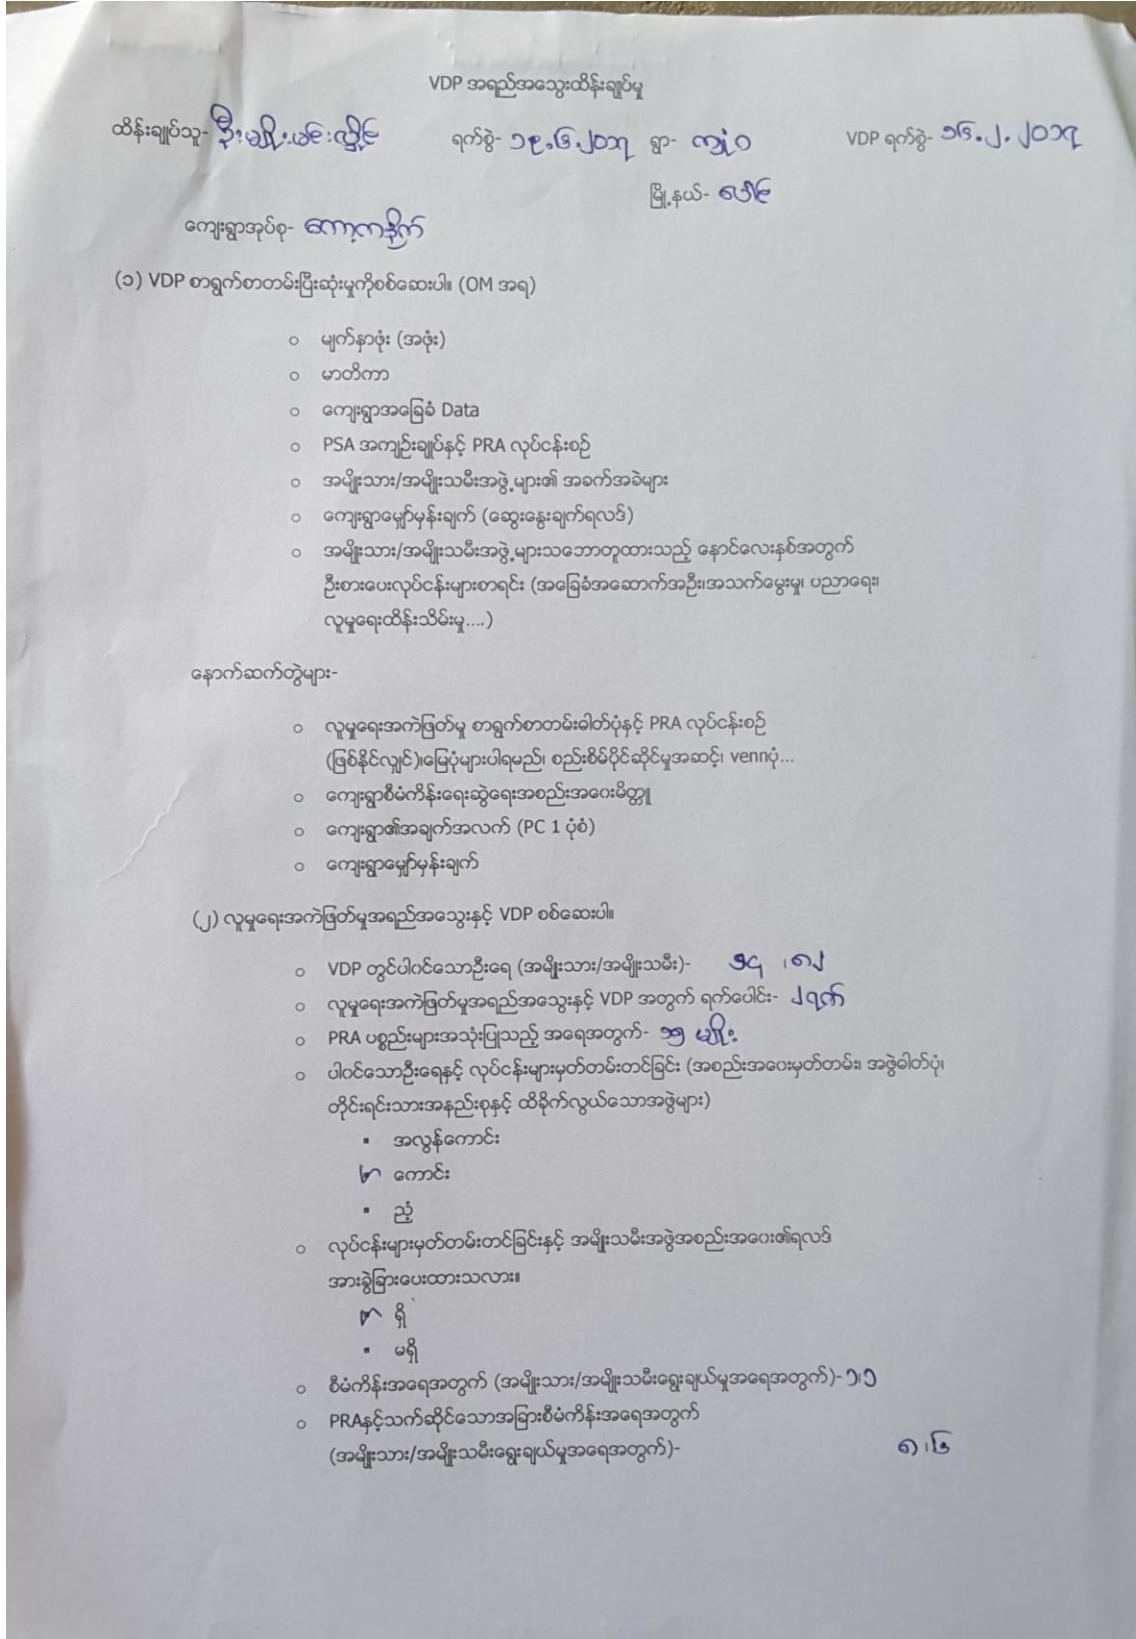 VDP အရည်အသွေးထိန်းချုပ်မှု
ထိန်းချုပ်သူ- ဦးမျိုးမင်းလှိုင် ရက်စွဲ- ၁၉.၆.၂၀၁၇ ရွာ- ကျုံဝ VDP ရက်စွဲ- ၁၆.၂.၂၀၁၇
မြို့နယ်- ပေါင်
ကျေးရွာအုပ်စု- ကော့ကနိုက်
(၁) VDP စာရွက်စာတမ်းပြီးဆုံးမှုကိုစစ်ဆေးပါ။ (OM အရ)
o မျက်နှာဖုံး (အဖုံး)
o မာတိကာ
o ကျေးရွာအခြေခံ Data
o PSA အကျဉ်းချုပ်နှင့် PRA လုပ်ငန်းစဉ်
o အမျိုးသား/အမျိုးသမီးအဖွဲ့များ၏ အခက်အခဲများ
o ကျေးရွာမျှော်မှန်းချက် (ဆွေးနွေးချက်ရလဒ်)
o အမျိုးသား/အမျိုးသမီးအဖွဲ့များသဘောတူထားသည့် နောင်လေးနှစ်အတွက်
ဦးစားပေးလုပ်ငန်းများစာရင်း (အခြေခံအဆောက်အဦး၊အသက်မွေးမှု၊ ပညာရေး၊
လူမှုရေးထိန်းသိမ်းမှု....)
နောက်ဆက်တွဲများ-
o လူမှုရေးအကဲဖြတ်မှု စာရွက်စာတမ်းဓါတ်ပုံနှင့် PRA လုပ်ငန်းစဉ်
(ဖြစ်နိုင်လျှင်)၊မြေပုံများပါရမည်၊ စည်းစိမ်ပိုင်ဆိုင်မှုအဆင့်၊ vennပုံ...
o ကျေးရွာစီမံကိန်းရေးဆွဲရေးအစည်းအဝေးမိတ္တူ
o ကျေးရွာ၏အချက်အလက် (PC 1 ပုံစံ)
o ကျေးရွာမျှော်မှန်းချက်
(၂) လူမှုရေးအကဲဖြတ်မှုအရည်အသွေးနှင့် VDP စစ်ဆေးပါ။
o VDP တွင်ပါဝင်သောဦးရေ (အမျိုးသား/အမျိုးသမီး)- ၁၄ ၊ ၈၂
o လူမှုရေးအကဲဖြတ်မှုအရည်အသွေးနှင့် VDP အတွက် ရက်ပေါင်း- ၂ရက်
o PRA ပစ္စည်းများအသုံးပြုသည့် အရေအတွက်- ၁၅ မျိုး
o ပါဝင်သောဦးရေနှင့် လုပ်ငန်းများမှတ်တမ်းတင်ခြင်း (အစည်းအဝေးမှတ်တမ်း၊ အဖွဲဓါတ်ပုံ၊
တိုင်းရင်းသားအနည်းစုနှင့် ထိခိုက်လွယ်သောအဖွဲများ)
▪ အလွန်ကောင်း
ကောင်း
▪ ညံ့
o လုပ်ငန်းများမှတ်တမ်းတင်ခြင်းနှင့် အမျိုးသမီးအဖွဲအစည်းအဝေး၏ရလဒ်
အားခွဲခြားပေးထားသလား။
ရှိ
▪ မရှိ
o စီမံကိန်းအရေအတွက် (အမျိုးသား/အမျိုးသမီးရွေးချယ်မှုအရေအတွက်)- ၁၊၁
o PRAနှင့်သက်ဆိုင်သောအခြားစီမံကိန်းအရေအတွက်
(အမျိုးသား/အမျိုးသမီးရွေးချယ်မှုအရေအတွက်)- ၈ ၊ ၆